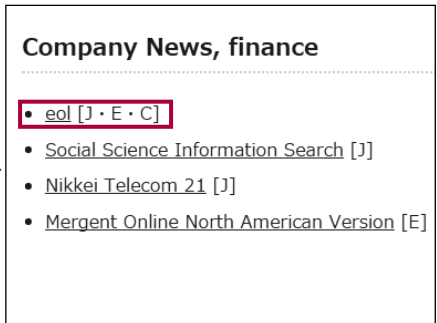 Company News, finance
• eol [J・E・C]
• Social Science Information Search [J]
• Nikkei Telecom 21 [J]
• Mergent Online North American Version [E]